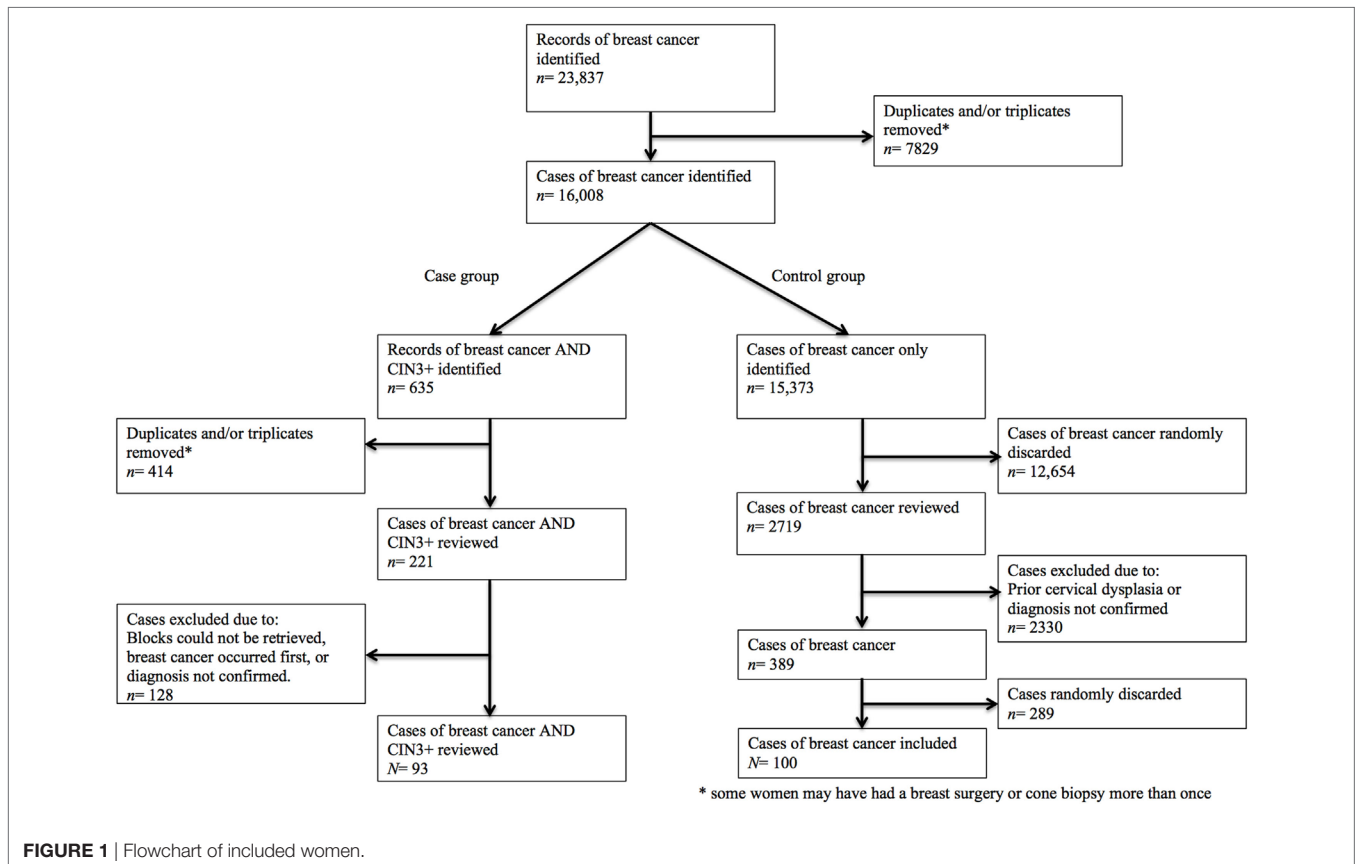 Records of breast cancer
identified
n= 23,837
Duplicates and/or triplicates
removed*
n= 7829
Cases of breast cancer identified
n= 16,008
Case group
Control group
Records of breast cancer AND
CIN3+ identified
n= 635
Cases of breast cancer only
identified
n= 15,373
Duplicates and/or triplicates
removed*
n= 414
Cases of breast cancer randomly
discarded
n= 12,654
Cases of breast cancer AND
CIN3+ reviewed
n= 221
Cases of breast cancer reviewed
n= 2719
Cases excluded due to:
Blocks could not be retrieved,
breast cancer occurred first, or
diagnosis not confirmed.
n= 128
Cases excluded due to:
Prior cervical dysplasia or
diagnosis not confirmed
n= 2330
Cases of breast cancer
n= 389
Cases randomly discarded
n= 289
Cases of breast cancer AND
CIN3+ reviewed
N= 93
Cases of breast cancer included
N= 100
* some women may have had a breast surgery or cone biopsy more than once
FIGURE 1 | Flowchart of included women.